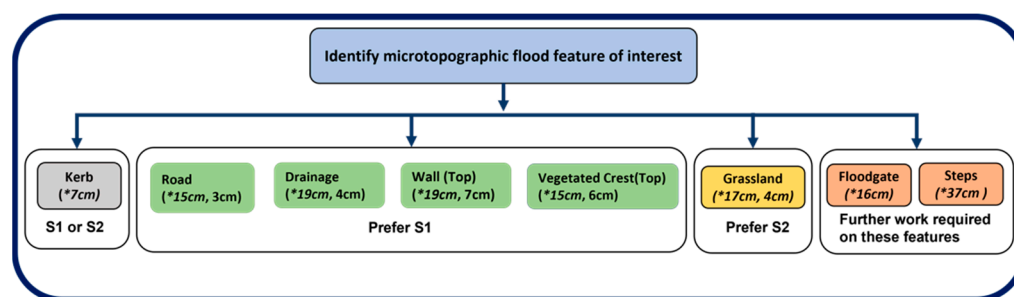 Identify microtopographic flood feature of interest
Kerb
(*7cm)
S1 or S2
Road
(*15cm, 3cm)
Drainage
(*19cm, 4cm)
Wall (Top)
(*19cm, 7cm)
Vegetated Crest(Top)
(*15cm, 6cm)
Prefer S1
Grassland
(*17cm, 4cm)
Prefer S2
Floodgate
(*16cm)
Steps
(*37cm )
Further work required
on these features